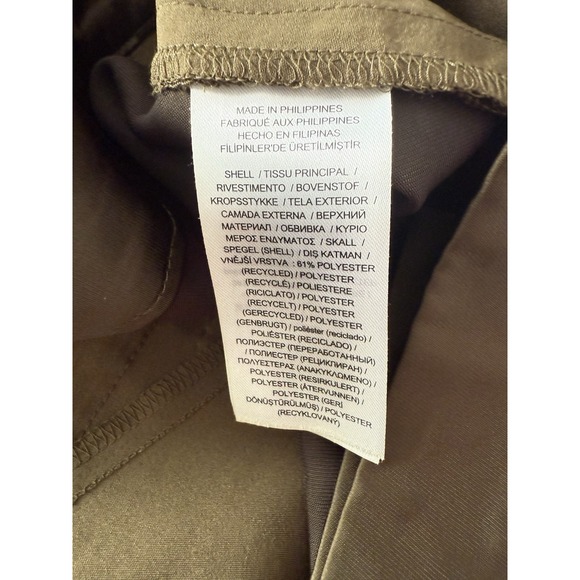 MADE IN PHILIPPINES
FABRIQUÉ AUX PHILIPPINES
HECHO EN FILIPINAS
FİLİPİNLER'DE ÜRETİLMİŞTİR
SHELL / TISSU PRINCIPAL /
RIVESTIMENTO / BOVENSTOF /
KROPSSTYKKE / TELA EXTERIOR /
CAMADA EXTERNA / ВЕРХНИЙ
МАТЕРИАЛ / ОБВИВКА / ΚΥΡΙΟ
ΜΕΡΟΣ ΕΝΔΥΜΑΤΟΣ / SKALL /
SPEGEL (SHELL) / DIŞ KATMAN /
VNĚJŠÍ VRSTVA : 61% POLYESTER
(RECYCLED) / POLYESTER
(RECYCLÉ) / POLIESTERE
(RICICLATO) / POLYESTER
(RECYCELT) / POLYESTER
(GERECYCLED) / POLYESTER
(GENBRUGT) / poliéster (reciclado) /
POLIÉSTER (RECICLADO) /
ПОЛИЭСТЕР (ПЕРЕРАБОТАННЫЙ)
/ ПОЛИЕСТЕР (РЕЦИКЛИРАН) /
ΠΟΛΥΕΣΤΕΡΑΣ (ΑΝΑΚΥΚΛΩΜΕΝΟ) /
POLYESTER (RESIRKULERT) /
POLYESTER (ÅTERVUNNEN) /
POLYESTER (GERİ
DÖNÜŞTÜRÜLMÜŞ) / POLYESTER
(RECYKLOVANÝ)